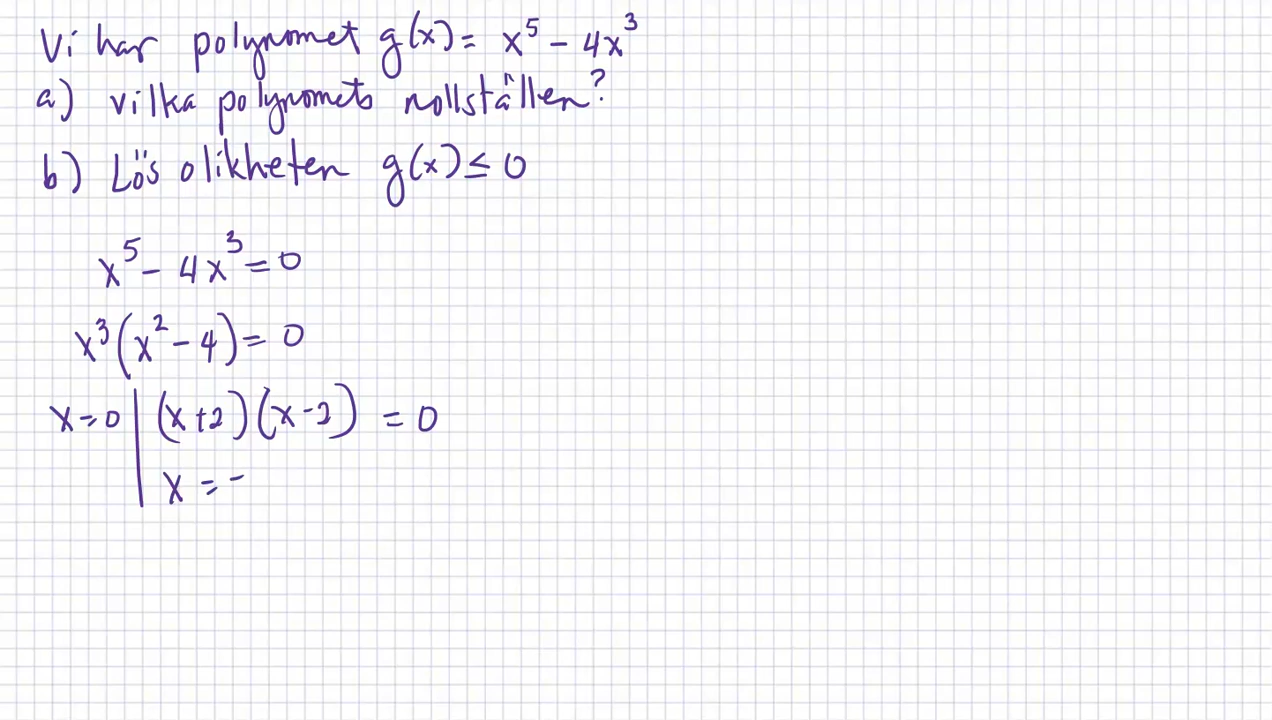 Vi har polynomet g(x) = x⁵ - 4x³
a) vilka polynomets nollställen?
b) Lös olikheten g(x) ≤ 0
x⁵ - 4x³ = 0
x³(x² - 4) = 0
x = 0 | (x+2)(x-2) = 0
x = -